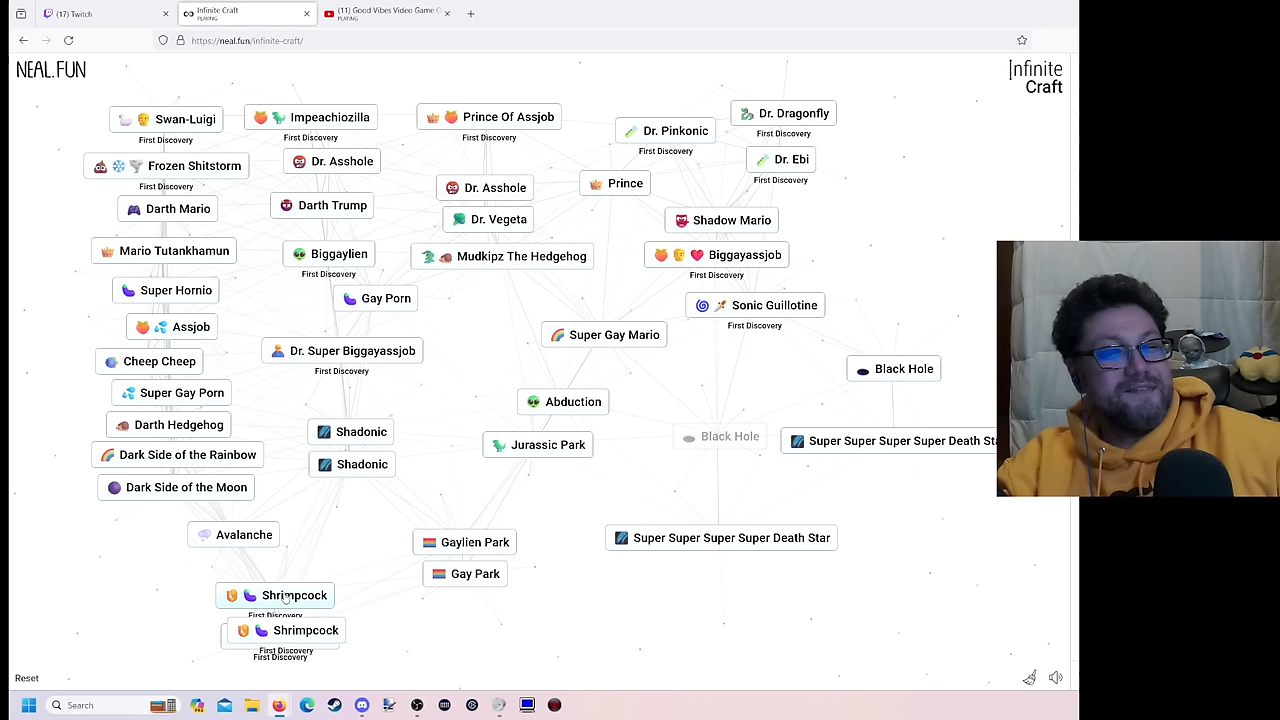 (17) Twitch
Infinite Craft
PLAYING
(11) Good Vibes Video Game C
PLAYING
https://neal.fun/infinite-craft/
NEAL.FUN
Infinite
Craft
Swan-Luigi
First Discovery
Impeachiozilla
First Discovery
Prince Of Assjob
First Discovery
Dr. Pinkonic
First Discovery
Dr. Dragonfly
First Discovery
Dr. Ebi
First Discovery
Frozen Shitstorm
First Discovery
Dr. Asshole
Dr. Asshole
Prince
Darth Mario
Darth Trump
Dr. Vegeta
Shadow Mario
Mario Tutankhamun
Biggaylien
First Discovery
Mudkipz The Hedgehog
Biggayassjob
First Discovery
Super Hornio
Gay Porn
Sonic Guillotine
First Discovery
Assjob
Super Gay Mario
Cheep Cheep
Dr. Super Biggayassjob
First Discovery
Black Hole
Super Gay Porn
Abduction
Darth Hedgehog
Shadonic
Jurassic Park
Black Hole
Super Super Super Super Death Sta
Dark Side of the Rainbow
Shadonic
Dark Side of the Moon
Avalanche
Gaylien Park
Super Super Super Super Death Star
Gay Park
Shrimpcock
First Discovery
Shrimpcock
First Discovery
First Discovery
Reset
Search